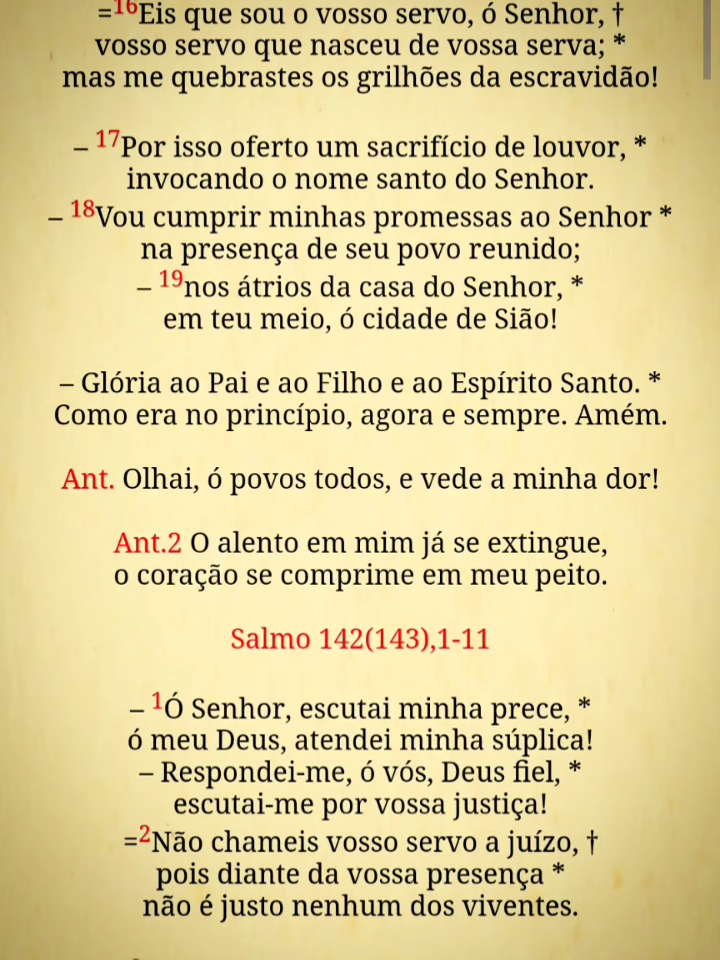 =16Eis que sou o vosso servo, ó Senhor, †
vosso servo que nasceu de vossa serva; *
mas me quebrastes os grilhões da escravidão!
– 17Por isso oferto um sacrifício de louvor, *
invocando o nome santo do Senhor.
– 18Vou cumprir minhas promessas ao Senhor *
na presença de seu povo reunido;
– 19nos átrios da casa do Senhor, *
em teu meio, ó cidade de Sião!
– Glória ao Pai e ao Filho e ao Espírito Santo. *
Como era no princípio, agora e sempre. Amém.
Ant. Olhai, ó povos todos, e vede a minha dor!
Ant.2 O alento em mim já se extingue,
o coração se comprime em meu peito.
Salmo 142(143),1-11
– 1Ó Senhor, escutai minha prece, *
ó meu Deus, atendei minha súplica!
– Respondei-me, ó vós, Deus fiel, *
escutai-me por vossa justiça!
=2Não chameis vosso servo a juízo, †
pois diante da vossa presença *
não é justo nenhum dos viventes.